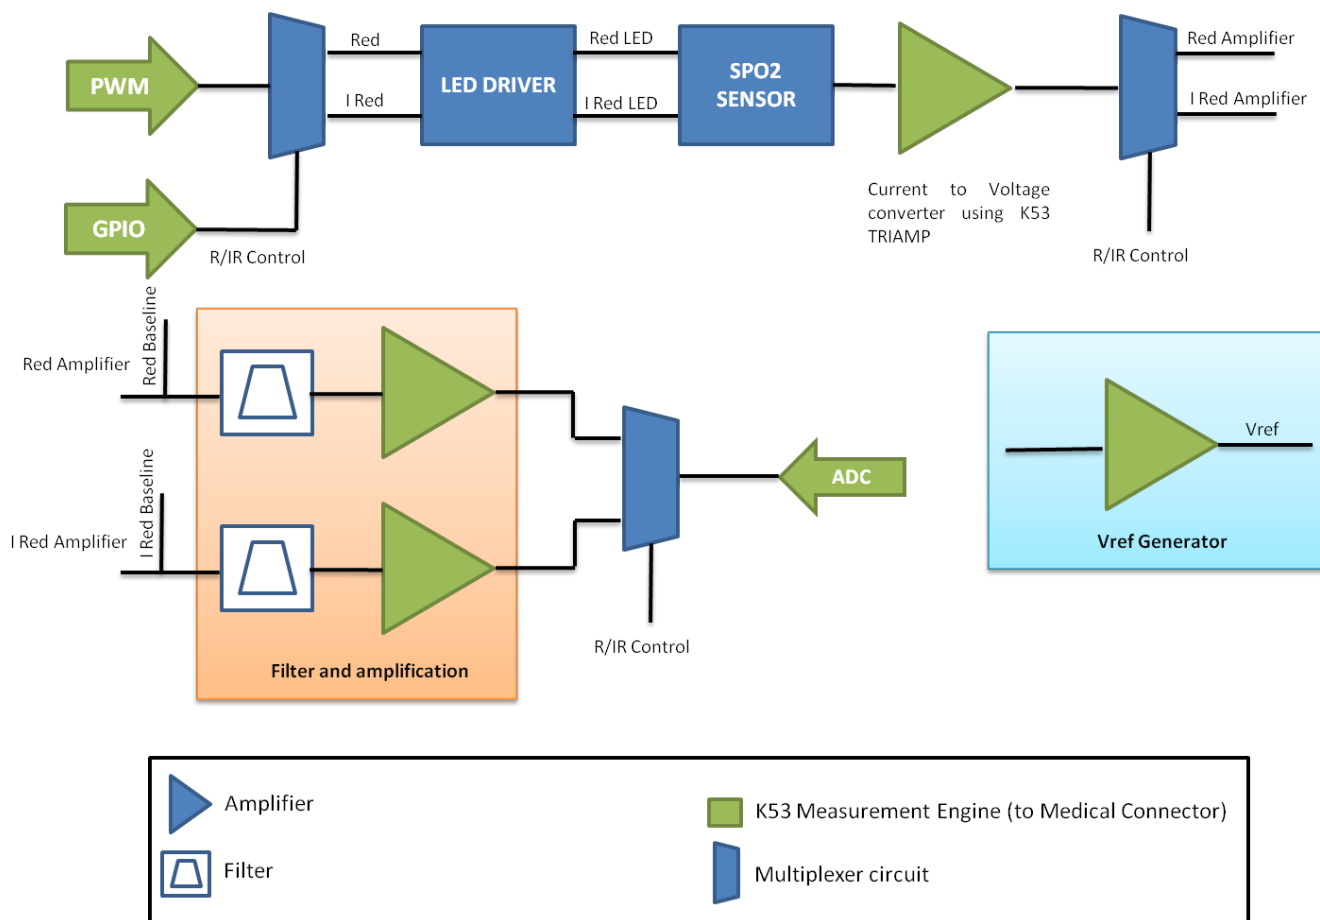 PWM
Red
I Red
LED DRIVER
Red LED
I Red LED
SPO2
SENSOR
Red Amplifier
I Red Amplifier
Current to Voltage
converter using K53
TRIAMP
GPIO
R/IR Control
R/IR Control
Red Baseline
Red Amplifier
I Red Baseline
I Red Amplifier
Filter and amplification
ADC
R/IR Control
Vref
Vref Generator
Amplifier
K53 Measurement Engine (to Medical Connector)
Filter
Multiplexer circuit